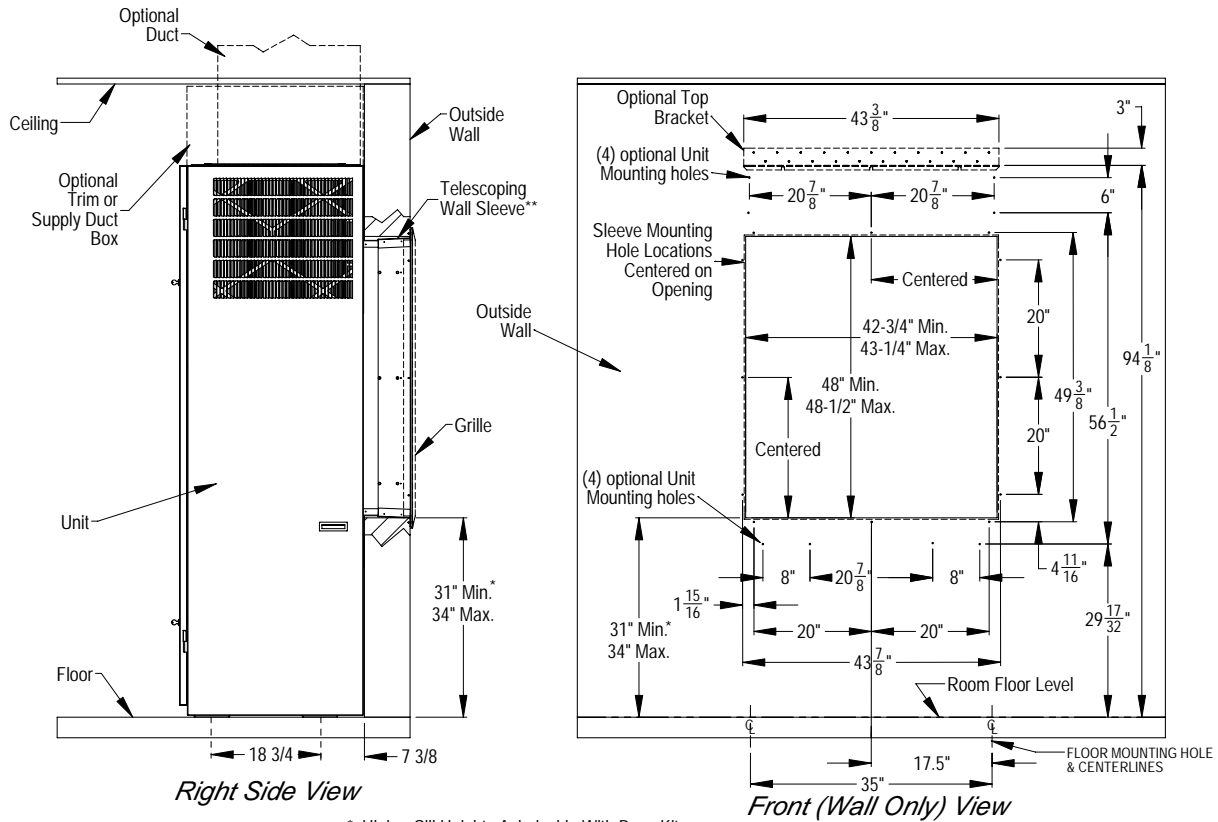 Optional
Duct
Ceiling
Outside
Wall
Optional
Trim or
Supply Duct
Box
Telescoping
Wall Sleeve**
Grille
Unit
31" Min.*
34" Max.
Floor
18 3/4
7 3/8
Right Side View
Optional Top
Bracket
43 3/8"
3"
(4) optional Unit
Mounting holes
20 7/8"
20 7/8"
6"
Sleeve Mounting
Hole Locations
Centered on
Opening
Centered
Outside
Wall
42-3/4" Min.
43-1/4" Max.
20"
94 1/8"
48" Min.
48-1/2" Max.
49 3/8"
56 1/2"
20"
Centered
(4) optional Unit
Mounting holes
8"
20 7/8"
8"
4 11/16"
1 15/16"
29 17/32"
31" Min.*
34" Max.
20"
20"
43 7/8"
Room Floor Level
℄
℄
17.5"
FLOOR MOUNTING HOLE
& CENTERLINES
35"
Front (Wall Only) View